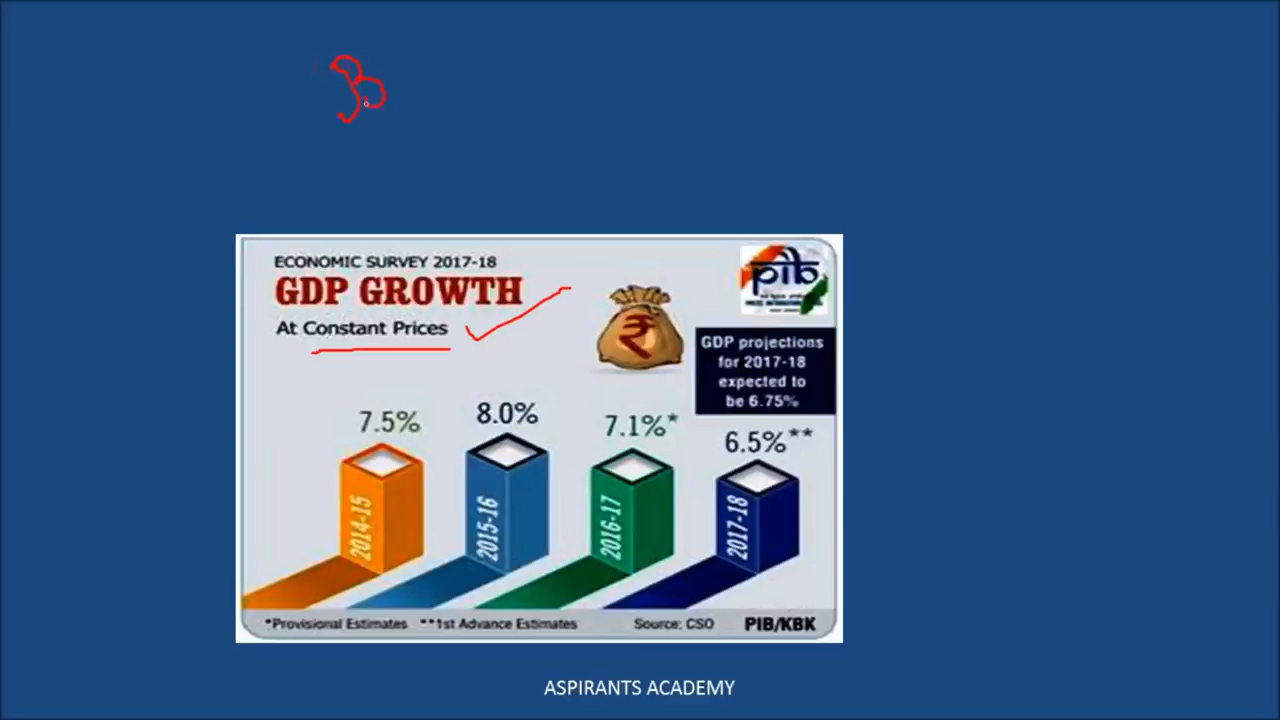 B
ECONOMIC SURVEY 2017-18
GDP GROWTH
At Constant Prices
पिब
GDP projections
for 2017-18
expected to
be 6.75%
7.5%
8.0%
7.1%*
6.5%**
2014-15
2015-16
2016-17
2017-18
*Provisional Estimates **1st Advance Estimates Source: CSO PIB/KBK
ASPIRANTS ACADEMY